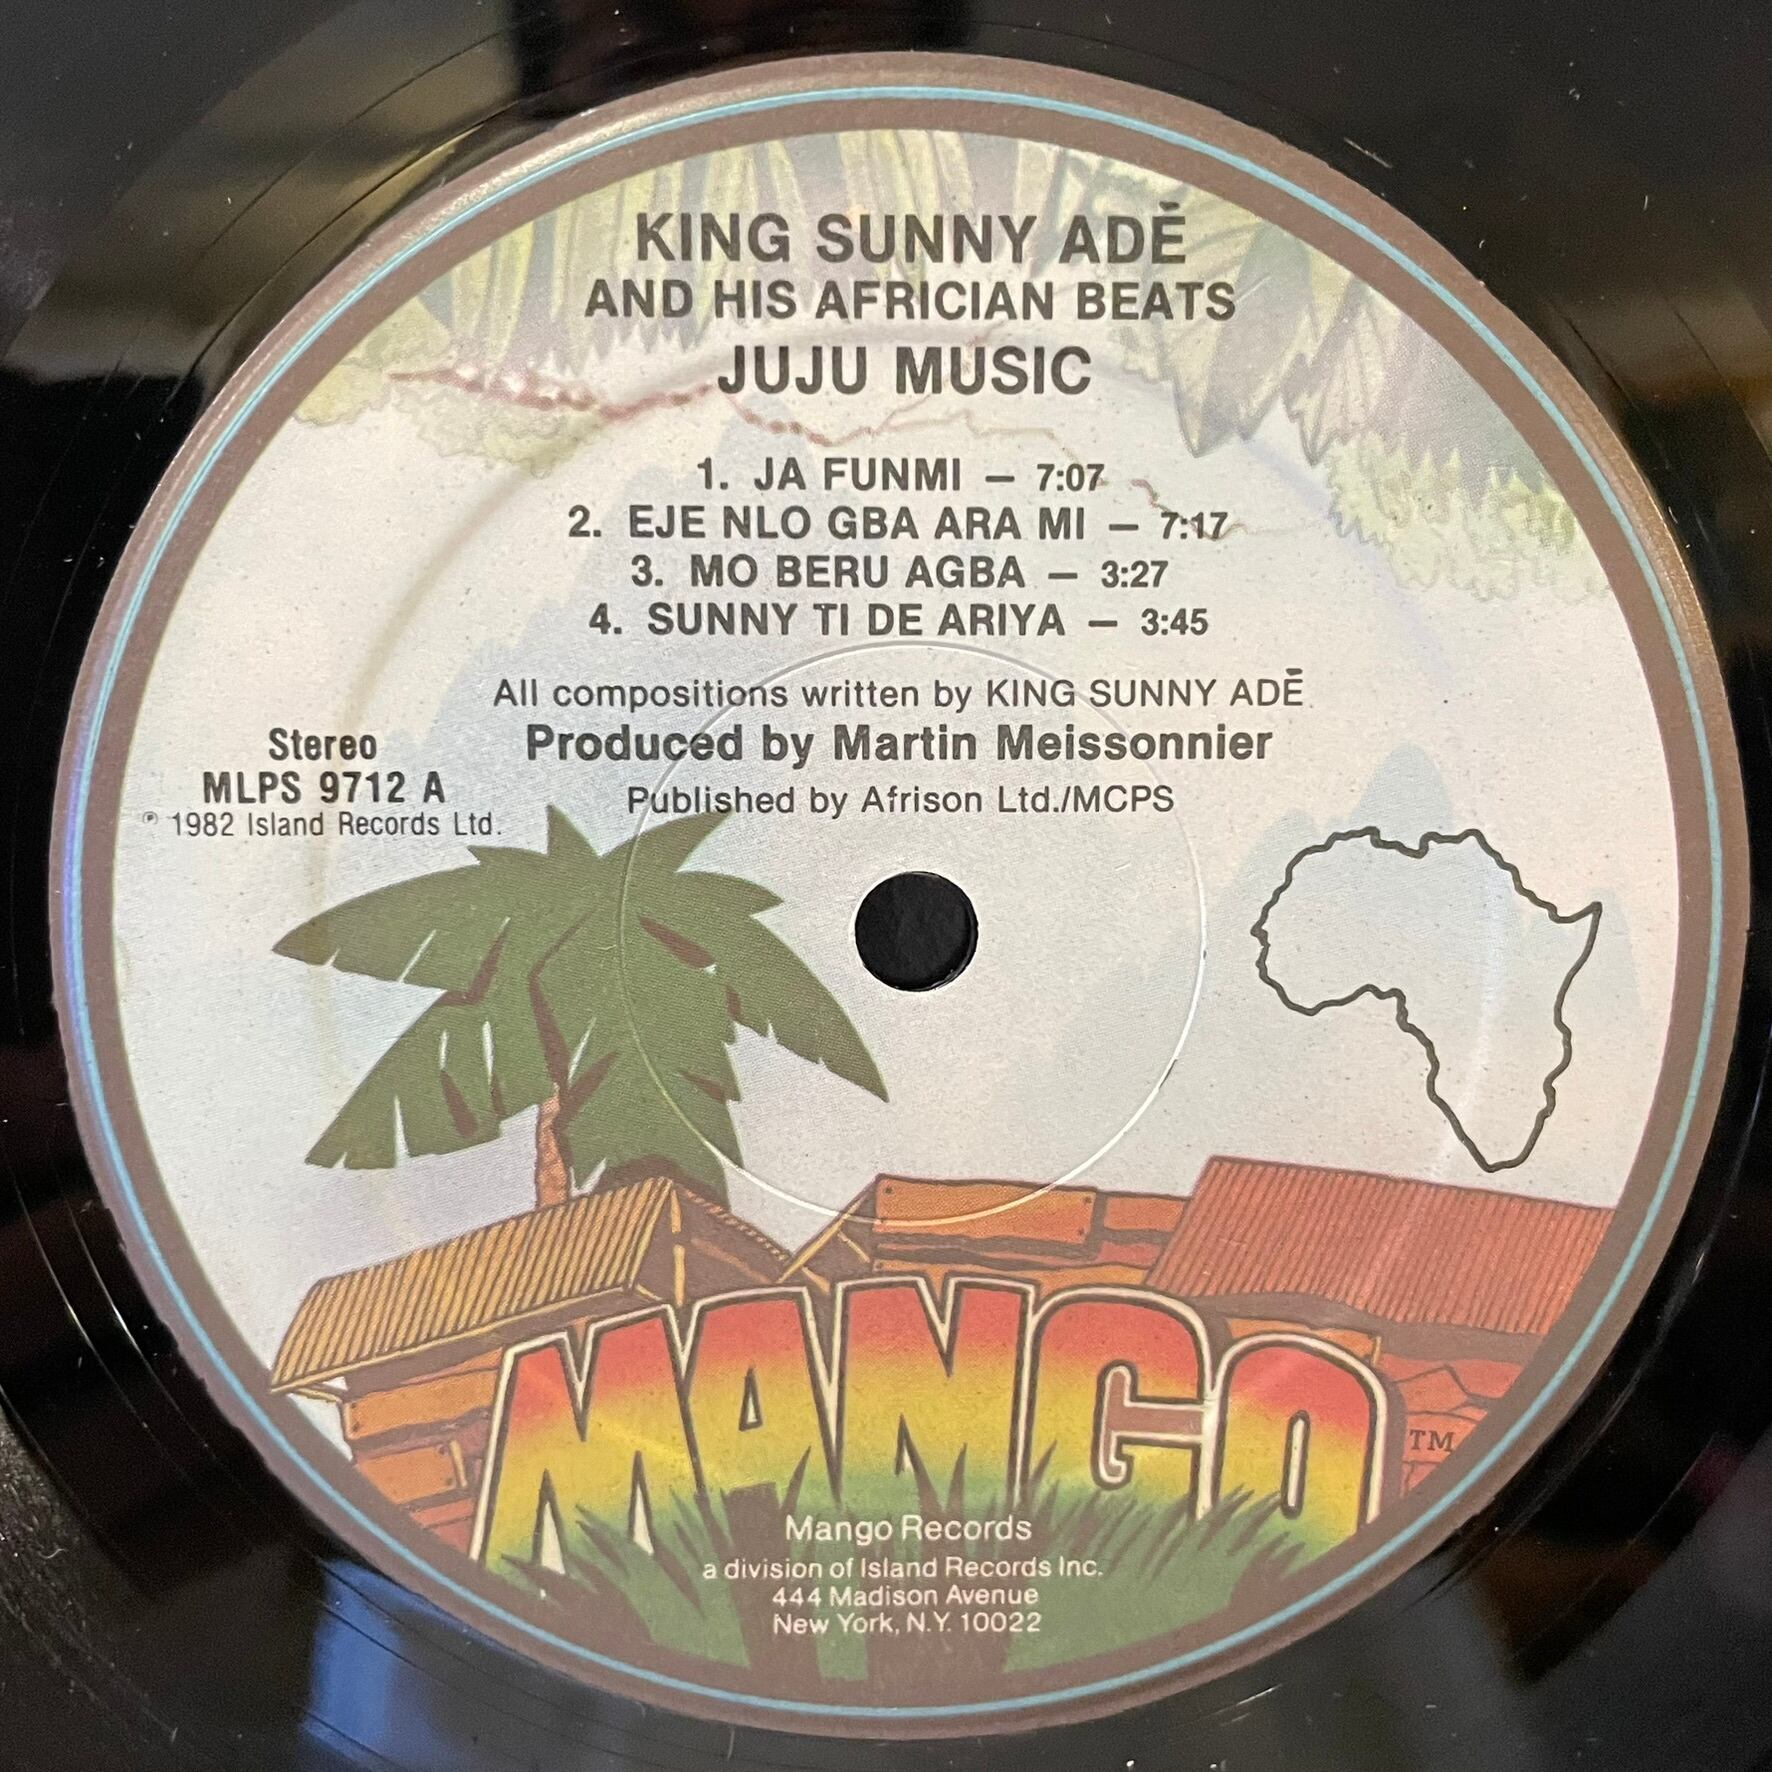 KING SUNNY ADĒ
AND HIS AFRICIAN BEATS
JUJU MUSIC
1. JA FUNMI — 7:07
2. EJE NLO GBA ARA MI — 7:17
3. MO BERU AGBA — 3:27
4. SUNNY TI DE ARIYA — 3:45
All compositions written by KING SUNNY ADĒ
Produced by Martin Meissonnier
Published by Afrison Ltd./MCPS
Stereo
MLPS 9712 A
℗ 1982 Island Records Ltd.
MANGO TM
Mango Records
a division of Island Records Inc.
444 Madison Avenue
New York, N.Y. 10022